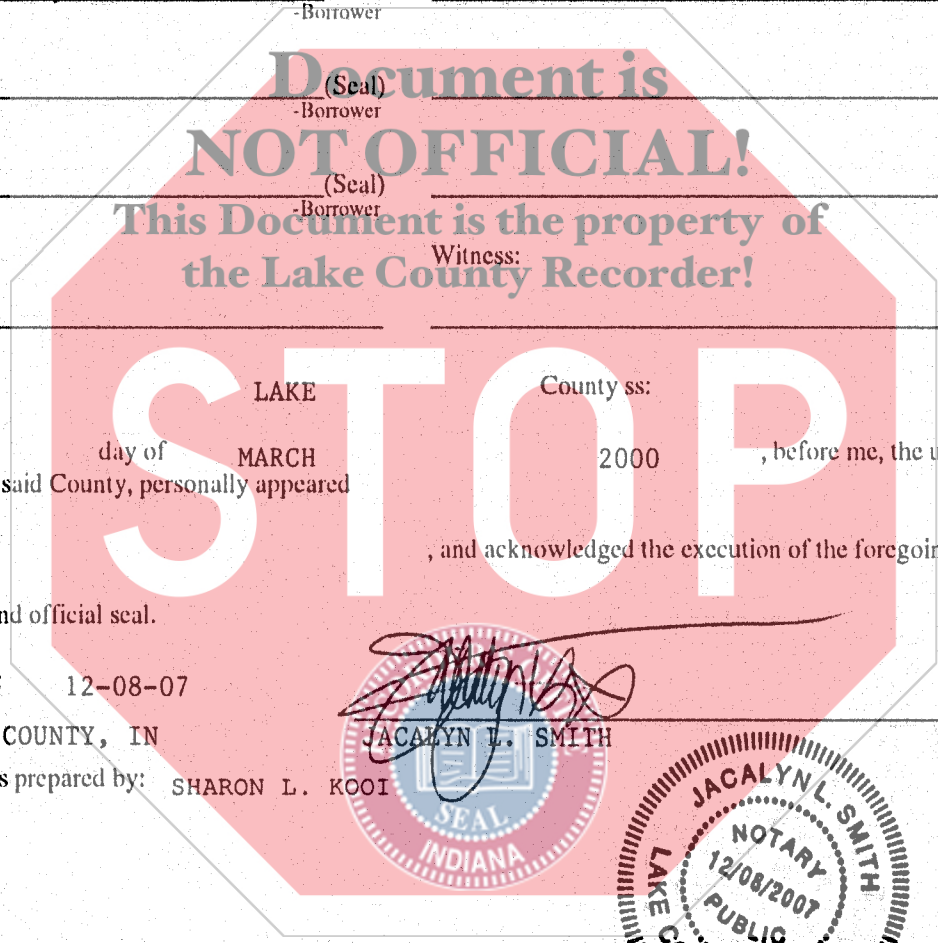 -Borrower
Document is
(Seal)
-Borrower
NOT OFFICIAL!
(Seal)
-Borrower
This Document is the property of
Witness:
the Lake County Recorder!
STOP
LAKE County ss:
day of MARCH 2000 , before me, the u
said County, personally appeared
, and acknowledged the execution of the foregoin
nd official seal.
12-08-07
COUNTY, IN
JACALYN L. SMITH
s prepared by: SHARON L. KOOI
SEAL
INDIANA
JACALYN L. SMITH
NOTARY
12/08/2007
PUBLIC
LAKE C